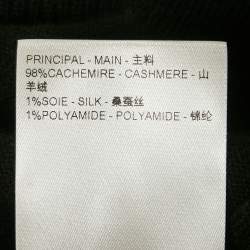 PRINCIPAL - MAIN - 主料
98%CACHEMIRE - CASHMERE - 山
羊绒
1%SOIE - SILK - 桑蚕丝
1%POLYAMIDE - POLYAMIDE - 锦纶